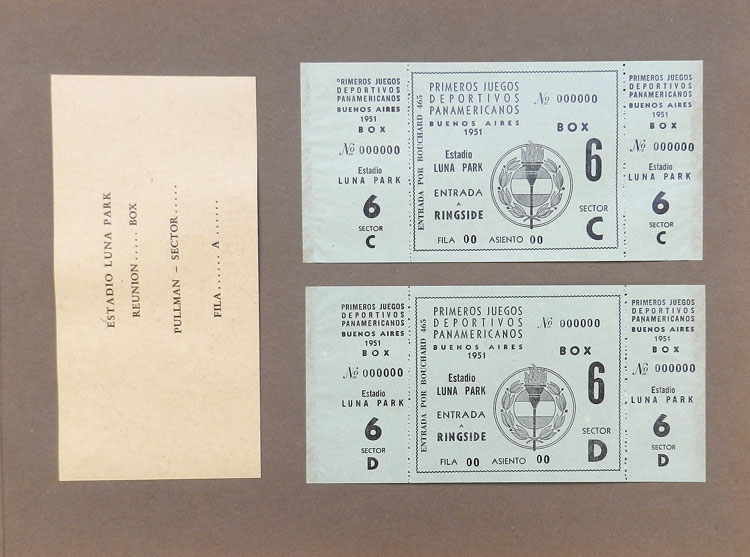 ESTADIO LUNA PARK
REUNION...... BOX
PULLMAN – SECTOR......
FILA....... A .......
PRIMEROS JUEGOS
DEPORTIVOS
PANAMERICANOS
BUENOS AIRES
1951
BOX
Nº 000000
Estadio
LUNA PARK
6
SECTOR
C
ENTRADA POR BOUCHARD 465
PRIMEROS JUEGOS
DEPORTIVOS
PANAMERICANOS
BUENOS AIRES
1951
Nº 000000
BOX
Estadio
LUNA PARK
6
ENTRADA
A
RINGSIDE
SECTOR
C
FILA 00 ASIENTO 00
PRIMEROS JUEGOS
DEPORTIVOS
PANAMERICANOS
BUENOS AIRES
1951
BOX
Nº 000000
Estadio
LUNA PARK
6
SECTOR
C
PRIMEROS JUEGOS
DEPORTIVOS
PANAMERICANOS
BUENOS AIRES
1951
BOX
Nº 000000
Estadio
LUNA PARK
6
SECTOR
D
ENTRADA POR BOUCHARD 465
PRIMEROS JUEGOS
DEPORTIVOS
PANAMERICANOS
BUENOS AIRES
1951
Nº 000000
BOX
Estadio
LUNA PARK
6
ENTRADA
A
RINGSIDE
SECTOR
D
FILA 00 ASIENTO 00
PRIMEROS JUEGOS
DEPORTIVOS
PANAMERICANOS
BUENOS AIRES
1951
BOX
Nº 000000
Estadio
LUNA PARK
6
SECTOR
D